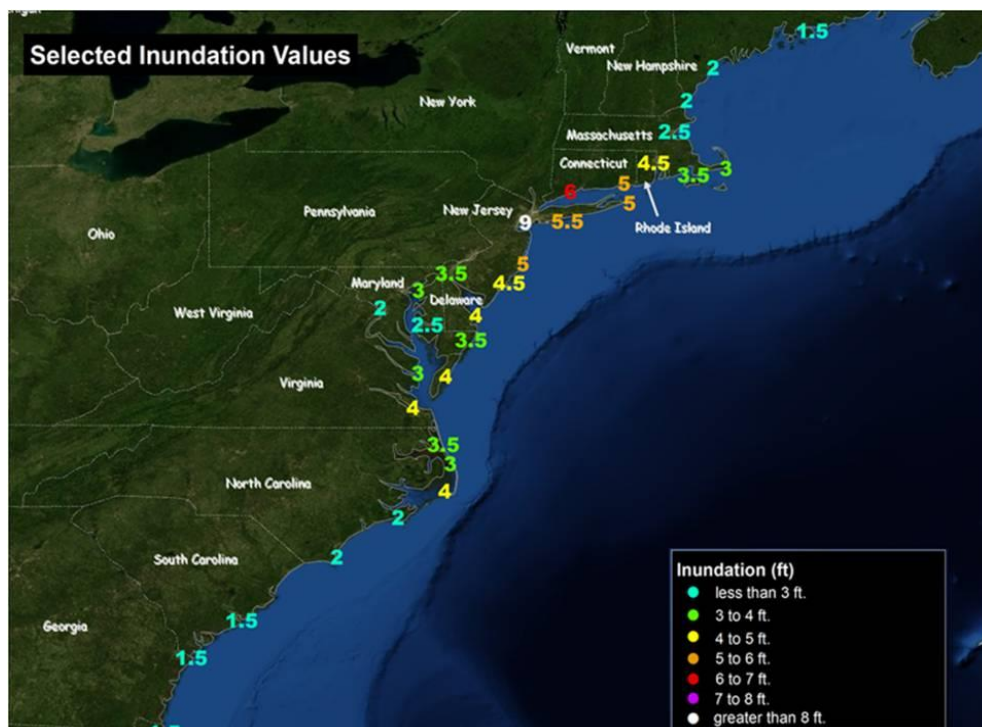 Selected Inundation Values
1.5
Vermont
New Hampshire
2
New York
2
Massachusetts
2.5
Connecticut
4.5
3.5
3
6
5
5
Pennsylvania
New Jersey
9
5.5
Rhode Island
Ohio
5
3.5
Maryland
3
4.5
Delaware
2
4
West Virginia
2.5
3.5
3
4
Virginia
4
3.5
3
North Carolina
4
2
South Carolina
2
Georgia
1.5
1.5
Inundation (ft)
less than 3 ft.
3 to 4 ft.
4 to 5 ft.
5 to 6 ft.
6 to 7 ft.
7 to 8 ft.
greater than 8 ft.